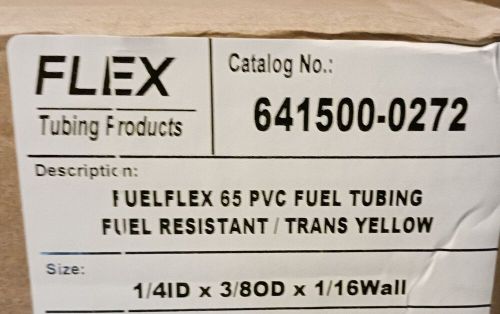 FLEX
Tubing Products
Catalog No.:
641500-0272
Description:
FUELFLEX 65 PVC FUEL TUBING
FUEL RESISTANT / TRANS YELLOW
Size:
1/4ID x 3/8OD x 1/16Wall